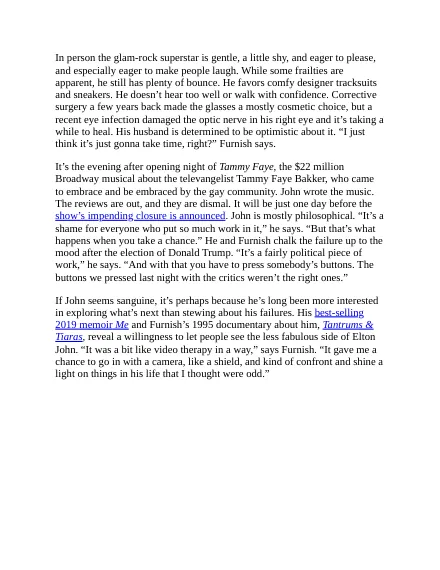 In person the glam-rock superstar is gentle, a little shy, and eager to please,
and especially eager to make people laugh. While some frailties are
apparent, he still has plenty of bounce. He favors comfy designer tracksuits
and sneakers. He doesn’t hear too well or walk with confidence. Corrective
surgery a few years back made the glasses a mostly cosmetic choice, but a
recent eye infection damaged the optic nerve in his right eye and it’s taking a
while to heal. His husband is determined to be optimistic about it. “I just
think it’s just gonna take time, right?” Furnish says.
It’s the evening after opening night of Tammy Faye, the $22 million
Broadway musical about the televangelist Tammy Faye Bakker, who came
to embrace and be embraced by the gay community. John wrote the music.
The reviews are out, and they are dismal. It will be just one day before the
show’s impending closure is announced. John is mostly philosophical. “It’s a
shame for everyone who put so much work in it,” he says. “But that’s what
happens when you take a chance.” He and Furnish chalk the failure up to the
mood after the election of Donald Trump. “It’s a fairly political piece of
work,” he says. “And with that you have to press somebody’s buttons. The
buttons we pressed last night with the critics weren’t the right ones.”
If John seems sanguine, it’s perhaps because he’s long been more interested
in exploring what’s next than stewing about his failures. His best-selling
2019 memoir Me and Furnish’s 1995 documentary about him, Tantrums &
Tiaras, reveal a willingness to let people see the less fabulous side of Elton
John. “It was a bit like video therapy in a way,” says Furnish. “It gave me a
chance to go in with a camera, like a shield, and kind of confront and shine a
light on things in his life that I thought were odd.”